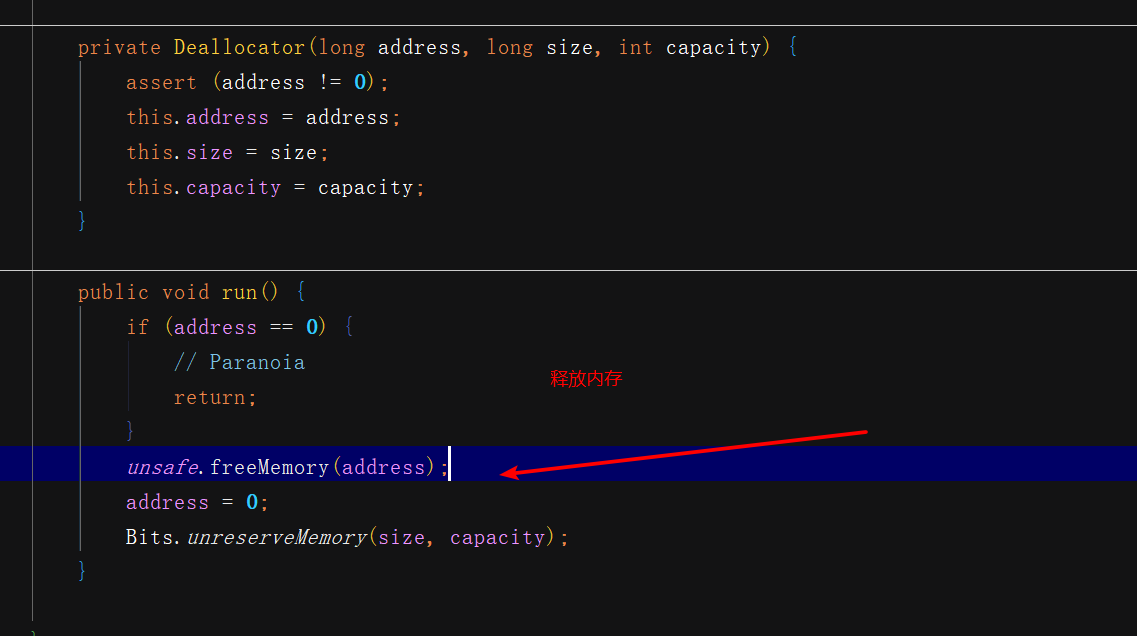 private Deallocator(long address, long size, int capacity) {
    assert (address != 0);
    this.address = address;
    this.size = size;
    this.capacity = capacity;
}
public void run() {
    if (address == 0) {
        // Paranoia
        return;
释放内存
    }
    unsafe.freeMemory(address);
    address = 0;
    Bits.unreserveMemory(size, capacity);
}
}